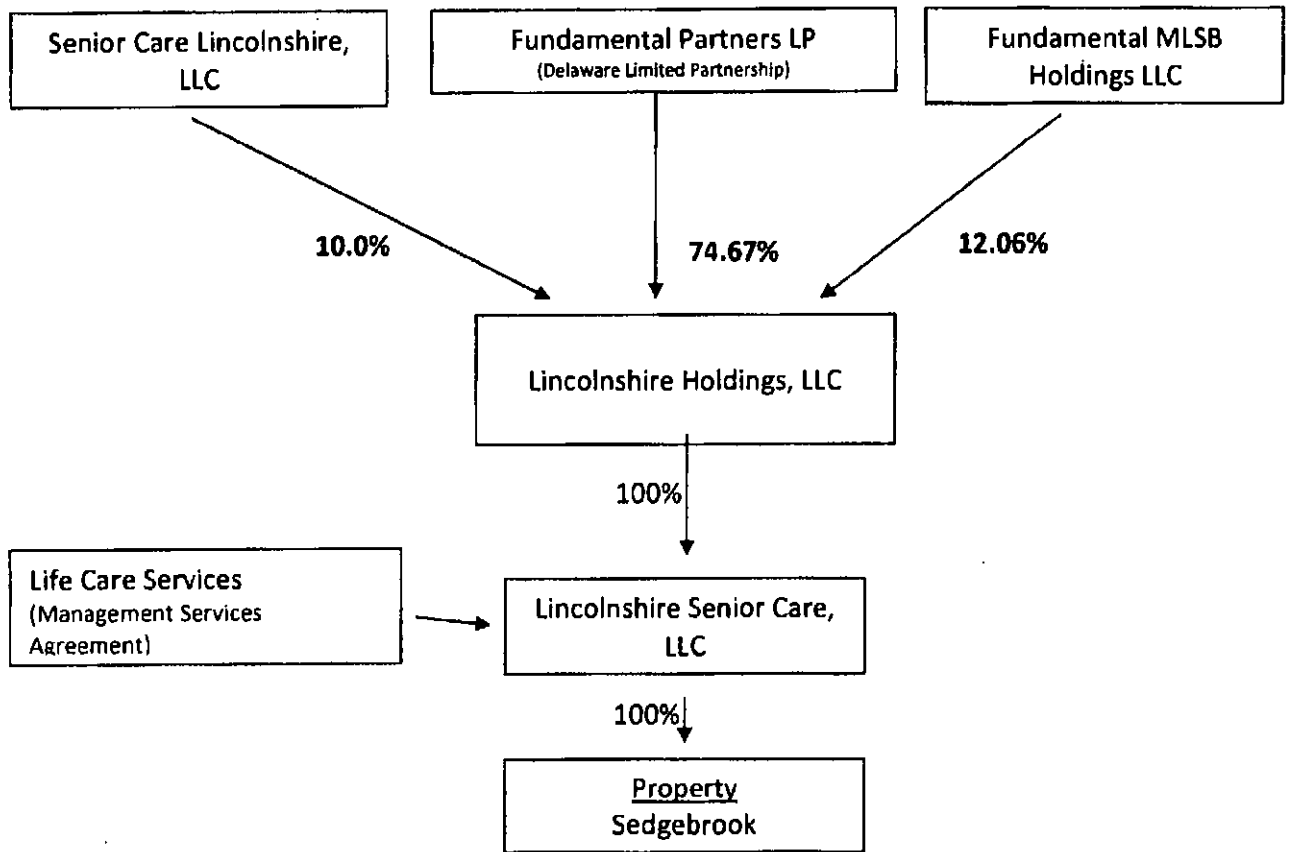 Senior Care Lincolnshire,
LLC
Fundamental Partners LP
(Delaware Limited Partnership)
Fundamental MLSB
Holdings LLC
10.0%
74.67%
12.06%
Lincolnshire Holdings, LLC
100%
Life Care Services
(Management Services
Agreement)
Lincolnshire Senior Care,
LLC
100%
Property
Sedgebrook